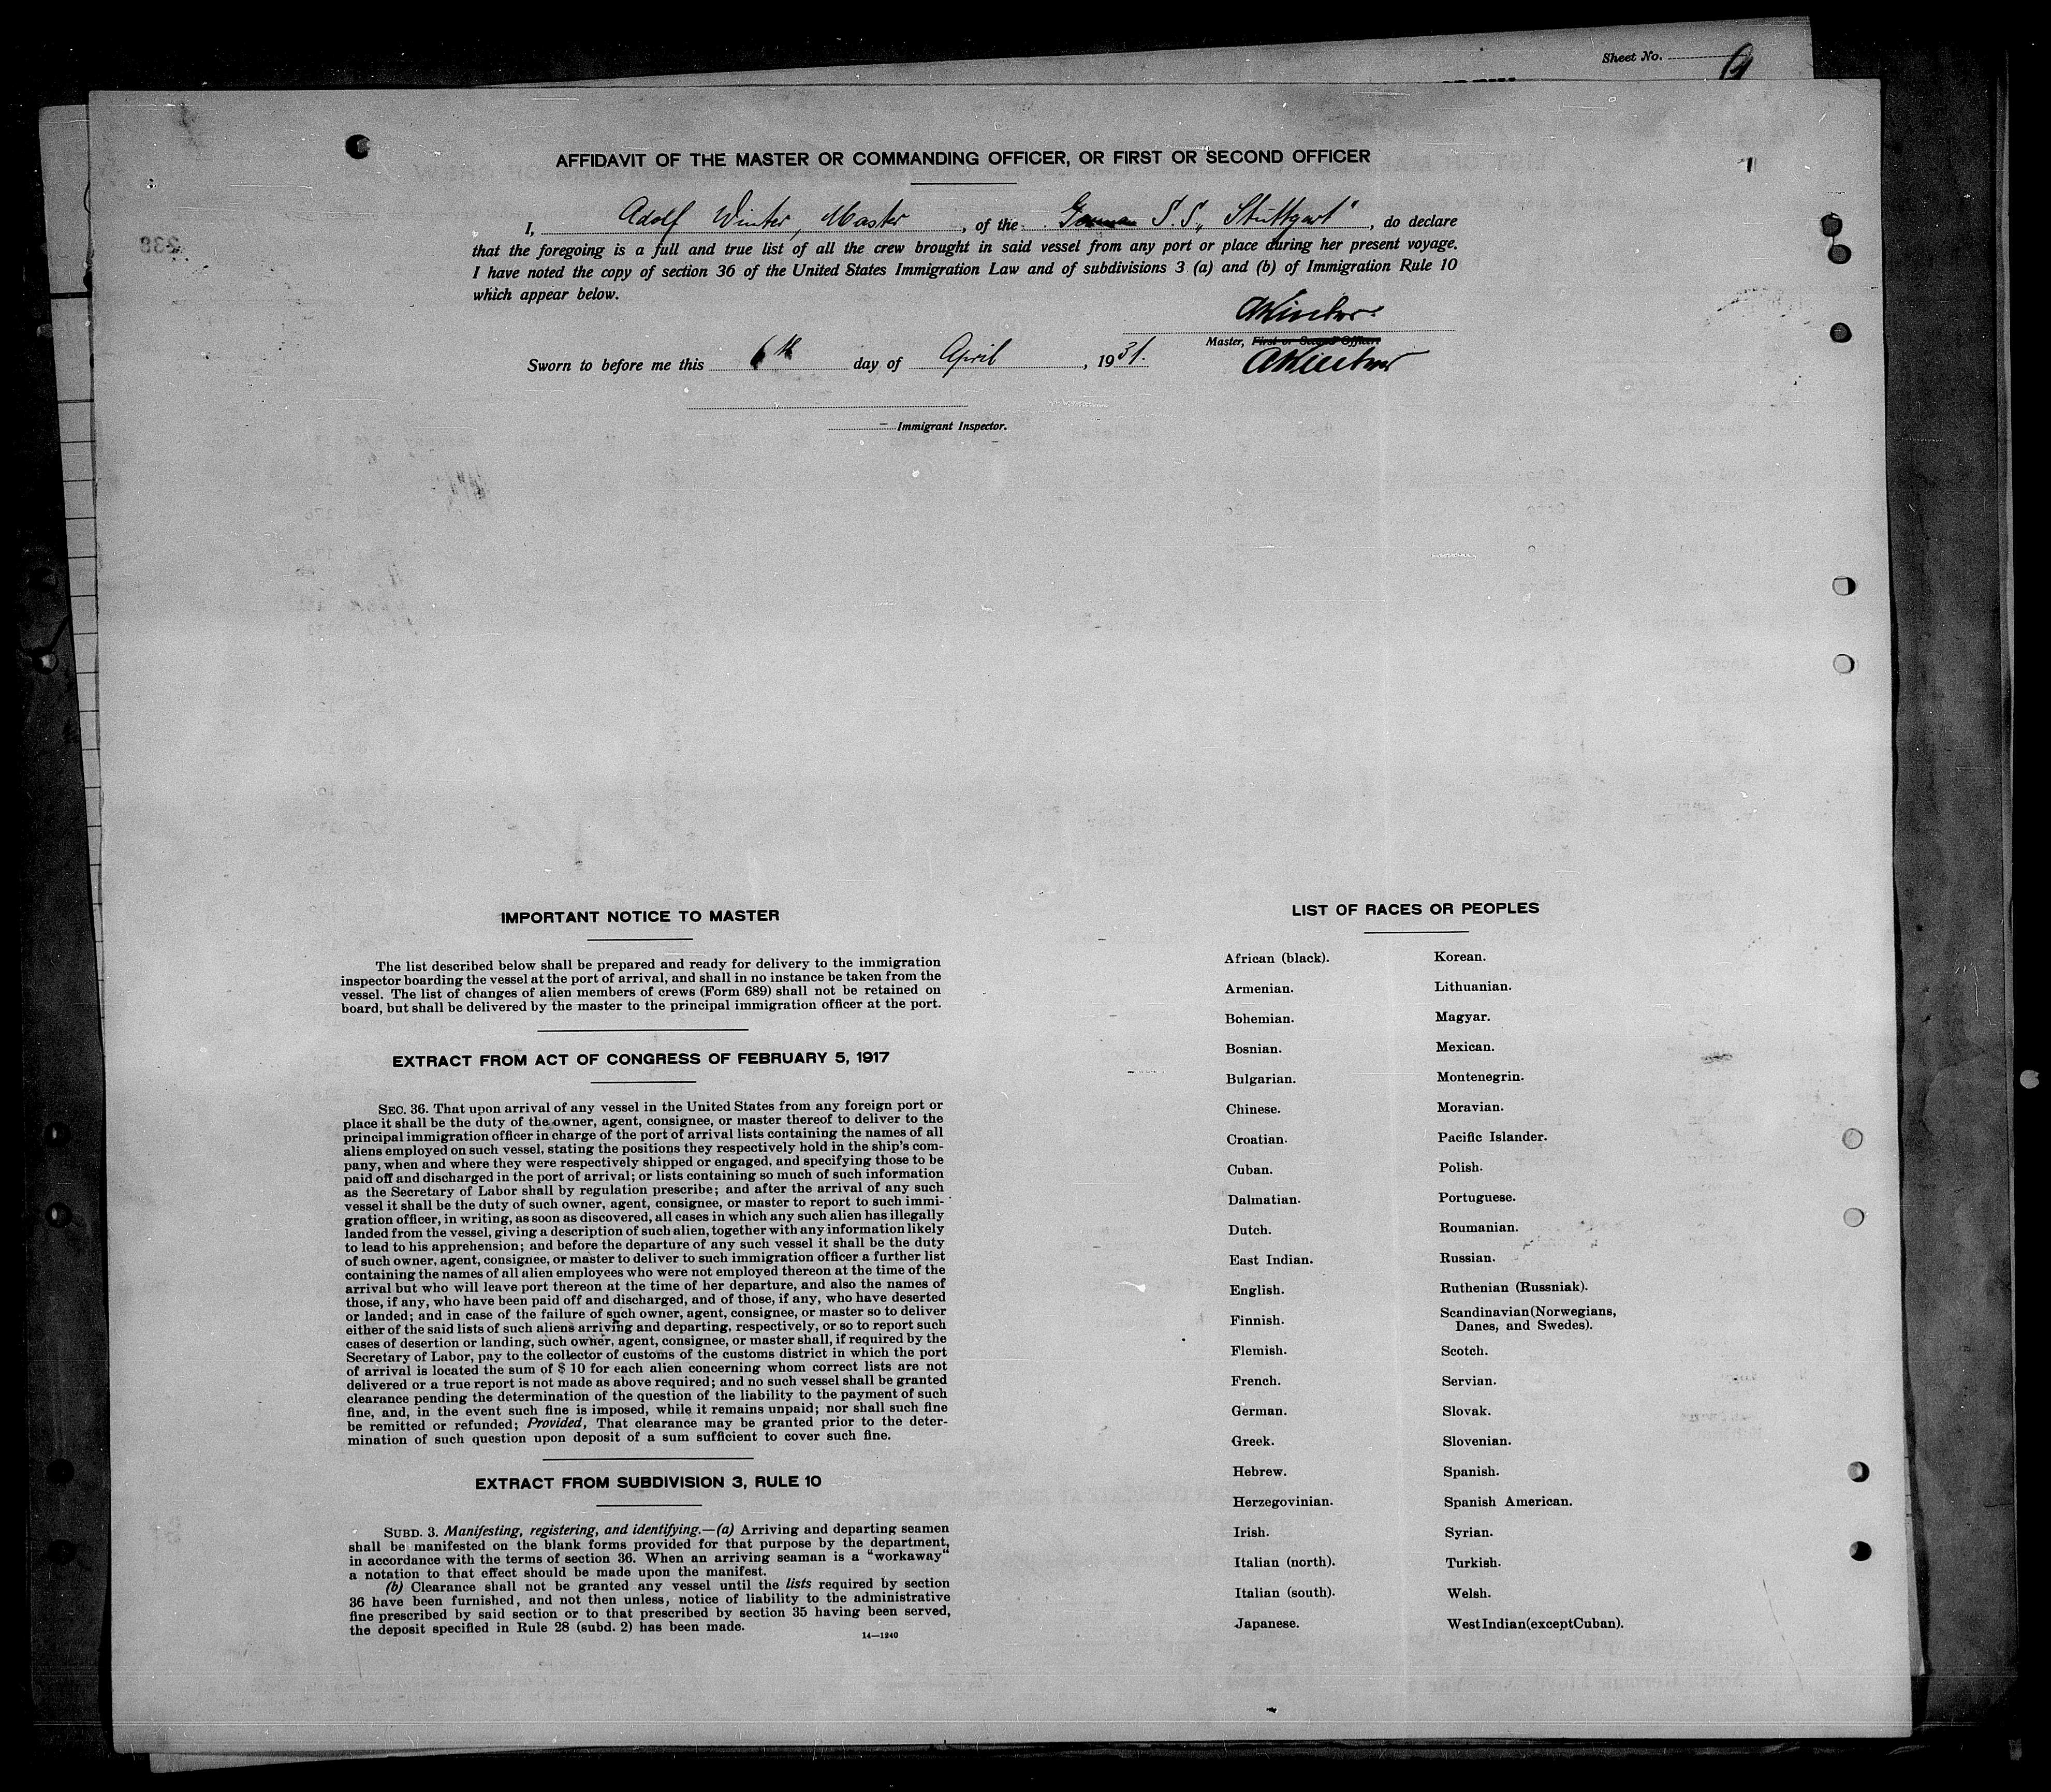 Sheet No.
AFFIDAVIT OF THE MASTER OR COMMANDING OFFICER, OR FIRST OR SECOND OFFICER
I, Adolf Winter, Master, of the German S.S. „Stuttgart", do declare
that the foregoing is a full and true list of all the crew brought in said vessel from any port or place during her present voyage.
I have noted the copy of section 36 of the United States Immigration Law and of subdivisions 3 (a) and (b) of Immigration Rule 10
which appear below.
AWinter.
Master, First or Second Officer.
Sworn to before me this 6th day of April, 1931.
AWinter
Immigrant Inspector.
IMPORTANT NOTICE TO MASTER
The list described below shall be prepared and ready for delivery to the immigration
inspector boarding the vessel at the port of arrival, and shall in no instance be taken from the
vessel. The list of changes of alien members of crews (Form 689) shall not be retained on
board, but shall be delivered by the master to the principal immigration officer at the port.
EXTRACT FROM ACT OF CONGRESS OF FEBRUARY 5, 1917
SEC. 36. That upon arrival of any vessel in the United States from any foreign port or
place it shall be the duty of the owner, agent, consignee, or master thereof to deliver to the
principal immigration officer in charge of the port of arrival lists containing the names of all
aliens employed on such vessel, stating the positions they respectively hold in the ship's com-
pany, when and where they were respectively shipped or engaged, and specifying those to be
paid off and discharged in the port of arrival; or lists containing so much of such information
as the Secretary of Labor shall by regulation prescribe; and after the arrival of any such
vessel it shall be the duty of such owner, agent, consignee, or master to report to such immi-
gration officer, in writing, as soon as discovered, all cases in which any such alien has illegally
landed from the vessel, giving a description of such alien, together with any information likely
to lead to his apprehension; and before the departure of any such vessel it shall be the duty
of such owner, agent, consignee, or master to deliver to such immigration officer a further list
containing the names of all alien employees who were not employed thereon at the time of the
arrival but who will leave port thereon at the time of her departure, and also the names of
those, if any, who have been paid off and discharged, and of those, if any, who have deserted
or landed; and in case of the failure of such owner, agent, consignee, or master so to deliver
either of the said lists of such aliens arriving and departing, respectively, or so to report such
cases of desertion or landing, such owner, agent, consignee, or master shall, if required by the
Secretary of Labor, pay to the collector of customs of the customs district in which the port
of arrival is located the sum of $ 10 for each alien concerning whom correct lists are not
delivered or a true report is not made as above required; and no such vessel shall be granted
clearance pending the determination of the question of the liability to the payment of such
fine, and, in the event such fine is imposed, while it remains unpaid; nor shall such fine
be remitted or refunded; Provided, That clearance may be granted prior to the deter-
mination of such question upon deposit of a sum sufficient to cover such fine.
EXTRACT FROM SUBDIVISION 3, RULE 10
SUBD. 3. Manifesting, registering, and identifying.—(a) Arriving and departing seamen
shall be manifested on the blank forms provided for that purpose by the department,
in accordance with the terms of section 36. When an arriving seaman is a "workaway"
a notation to that effect should be made upon the manifest.
(b) Clearance shall not be granted any vessel until the lists required by section
36 have been furnished, and not then unless, notice of liability to the administrative
fine prescribed by said section or to that prescribed by section 35 having been served,
the deposit specified in Rule 28 (subd. 2) has been made.
14—1240
LIST OF RACES OR PEOPLES
African (black).
Armenian.
Bohemian.
Bosnian.
Bulgarian.
Chinese.
Croatian.
Cuban.
Dalmatian.
Dutch.
East Indian.
English.
Finnish.
Flemish.
French.
German.
Greek.
Hebrew.
Herzegovinian.
Irish.
Italian (north).
Italian (south).
Japanese.
Korean.
Lithuanian.
Magyar.
Mexican.
Montenegrin.
Moravian.
Pacific Islander.
Polish.
Portuguese.
Roumanian.
Russian.
Ruthenian (Russniak).
Scandinavian (Norwegians,
Danes, and Swedes).
Scotch.
Servian.
Slovak.
Slovenian.
Spanish.
Spanish American.
Syrian.
Turkish.
Welsh.
West Indian (except Cuban).